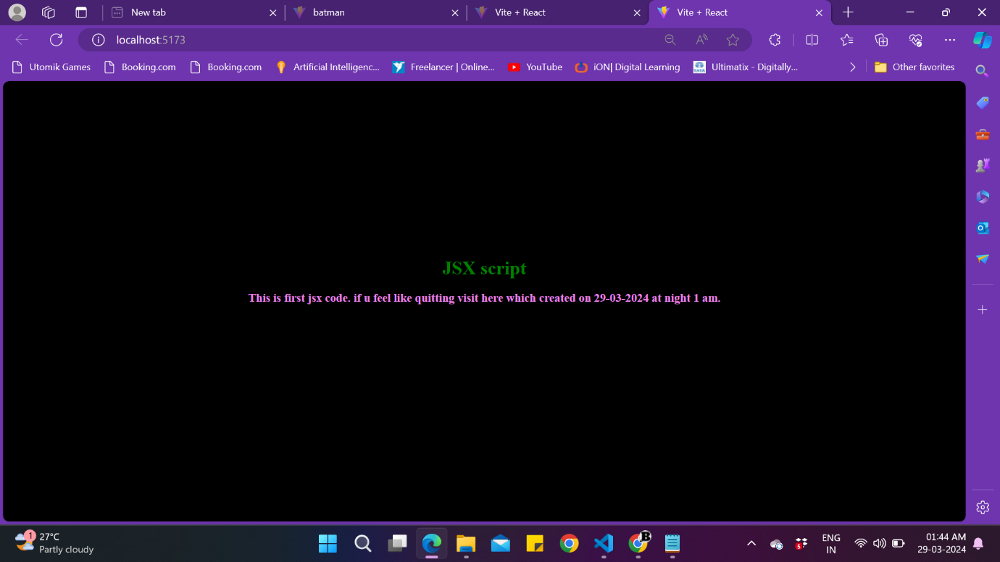 New tab
batman
Vite + React
Vite + React
localhost:5173
Utomik Games
Booking.com
Booking.com
Artificial Intelligenc...
Freelancer | Online...
YouTube
iON| Digital Learning
Ultimatix - Digitally...
Other favorites
JSX script
This is first jsx code. if u feel like quitting visit here which created on 29-03-2024 at night 1 am.
1
27°C
Partly cloudy
B
5
ENG
IN
01:44 AM
29-03-2024